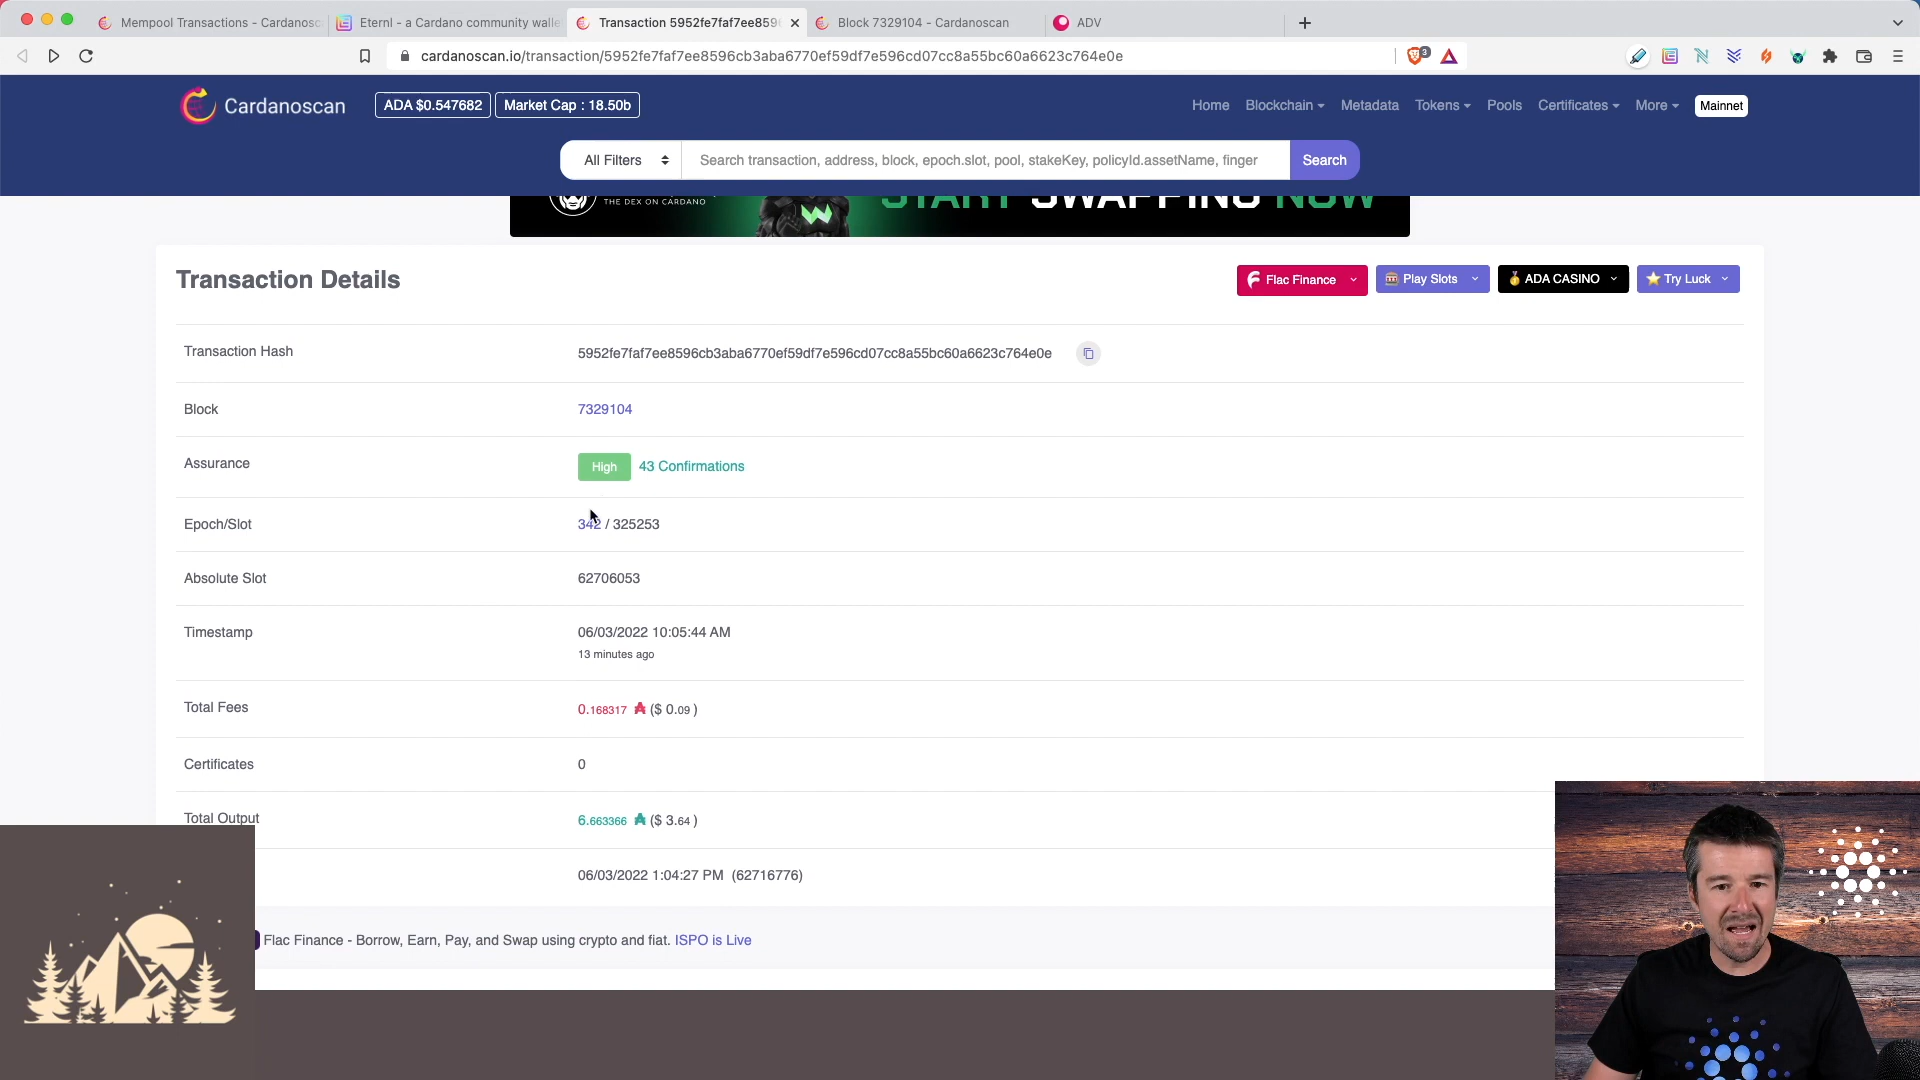 Mempool Transactions - Cardanosc
Eternl - a Cardano community walle
Transaction 5952fe7faf7ee859
Block 7329104 - Cardanoscan
ADV
cardanoscan.io/transaction/5952fe7faf7ee8596cb3aba6770ef59df7e596cd07cc8a55bc60a6623c764e0e
3
Cardanoscan
ADA $0.547682
Market Cap : 18.50b
Home
Blockchain
Metadata
Tokens
Pools
Certificates
More
Mainnet
All Filters
Search transaction, address, block, epoch.slot, pool, stakeKey, policyId.assetName, finger
Search
THE DEX ON CARDANO
START SWAPPING NOW
Transaction Details
Flac Finance
Play Slots
ADA CASINO
Try Luck
Transaction Hash
5952fe7faf7ee8596cb3aba6770ef59df7e596cd07cc8a55bc60a6623c764e0e
Block
7329104
Assurance
High
43 Confirmations
Epoch/Slot
342 / 325253
Absolute Slot
62706053
Timestamp
06/03/2022 10:05:44 AM
13 minutes ago
Total Fees
0.168317 ₳ ($ 0.09 )
Certificates
0
Total Output
6.663366 ₳ ($ 3.64 )
06/03/2022 1:04:27 PM (62716776)
Flac Finance - Borrow, Earn, Pay, and Swap using crypto and fiat. ISPO is Live